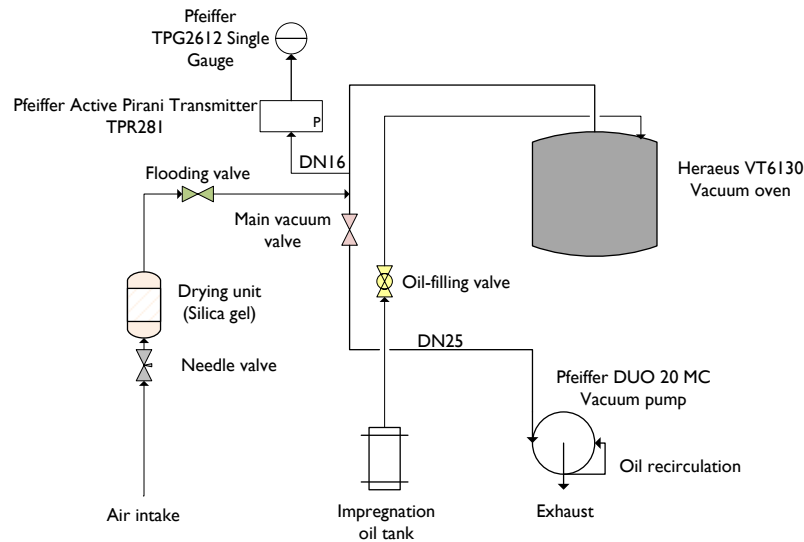 Pfeiffer
TPG2612 Single
Gauge
Pfeiffer Active Pirani Transmitter
TPR281
P
DN16
Flooding valve
Heraeus VT6130
Vacuum oven
Main vacuum
valve
Drying unit
(Silica gel)
Oil-filling valve
DN25
Needle valve
Pfeiffer DUO 20 MC
Vacuum pump
Oil recirculation
Air intake
Impregnation
oil tank
Exhaust